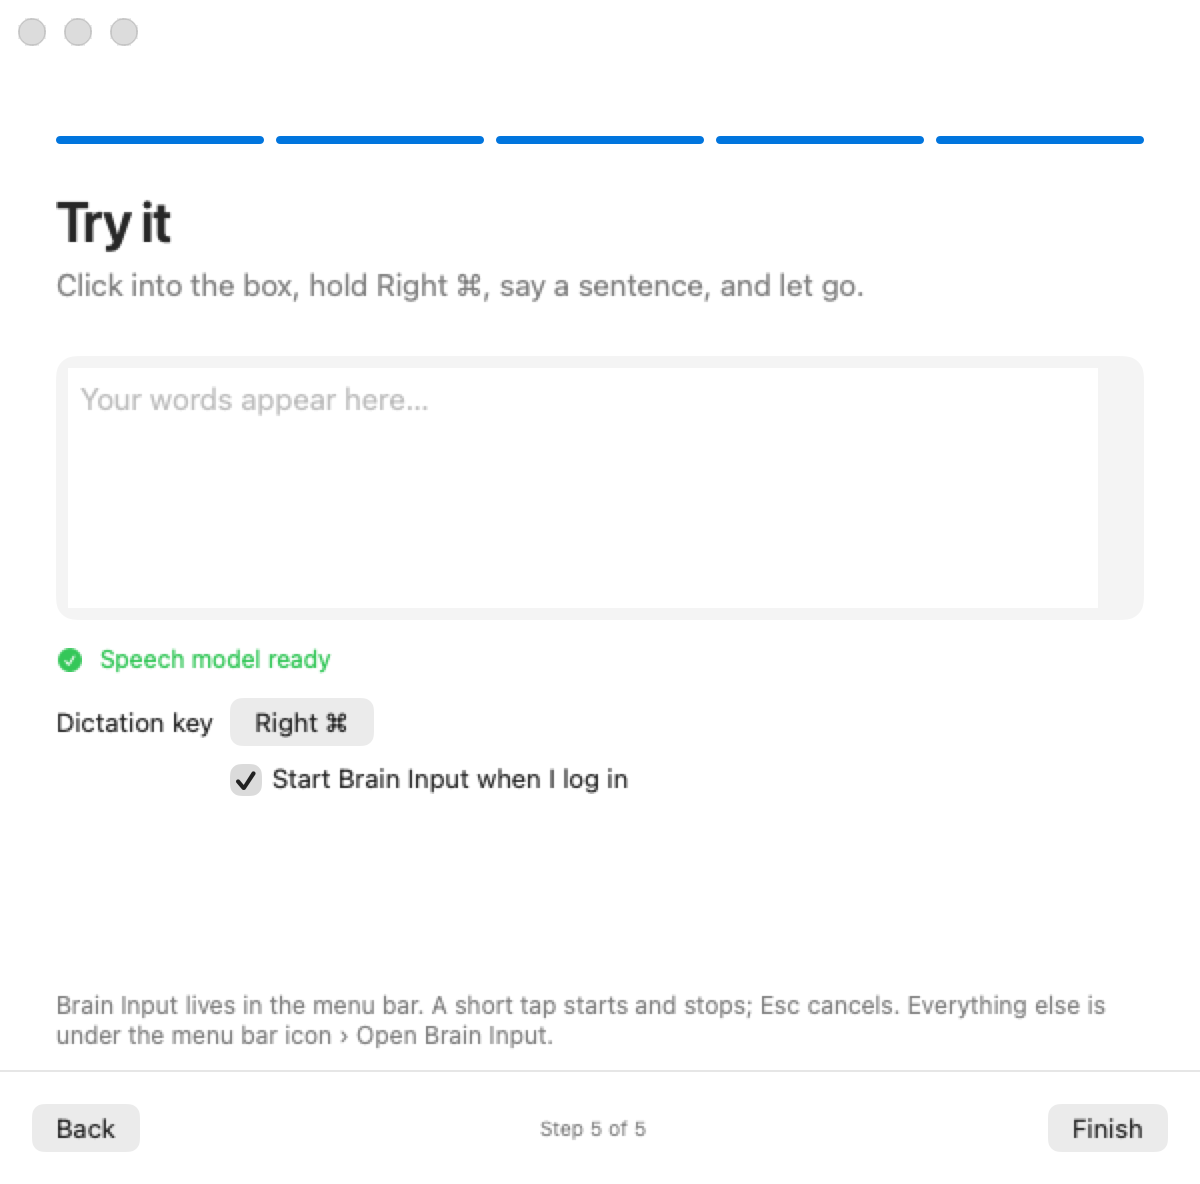 Try it
Click into the box, hold Right ⌘, say a sentence, and let go.
Your words appear here...
Speech model ready
Dictation key Right ⌘
Start Brain Input when I log in
Brain Input lives in the menu bar. A short tap starts and stops; Esc cancels. Everything else is
under the menu bar icon › Open Brain Input.
Back Step 5 of 5 Finish